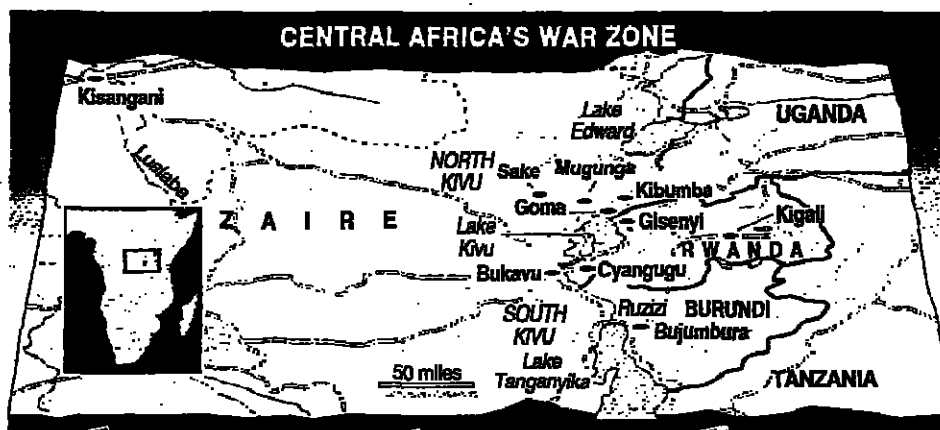 CENTRAL AFRICA'S WAR ZONE
Kisangani
Lualaba
UGANDA
Lake
Edward
NORTH
KIVU
Sake
Mugunga
Kibumba
Goma
Gisenyi
Kigali
ZAIRE
Lake
Kivu
RWANDA
Bukavu
Cyangugu
SOUTH
KIVU
Ruzizi
BURUNDI
Bujumbura
Lake
Tanganyika
50 miles
TANZANIA